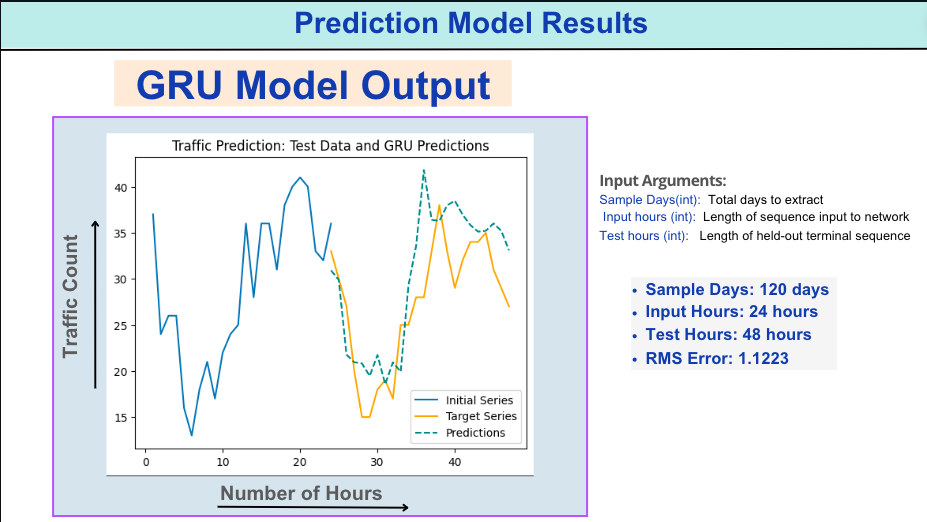 Prediction Model Results
GRU Model Output
Traffic Prediction: Test Data and GRU Predictions
40
35
30
25
20
15
0
10
20
30
40
Initial Series
Target Series
Predictions
Traffic Count
Number of Hours
Input Arguments:
Sample Days(int): Total days to extract
Input hours (int): Length of sequence input to network
Test hours (int): Length of held-out terminal sequence
• Sample Days: 120 days
• Input Hours: 24 hours
• Test Hours: 48 hours
• RMS Error: 1.1223